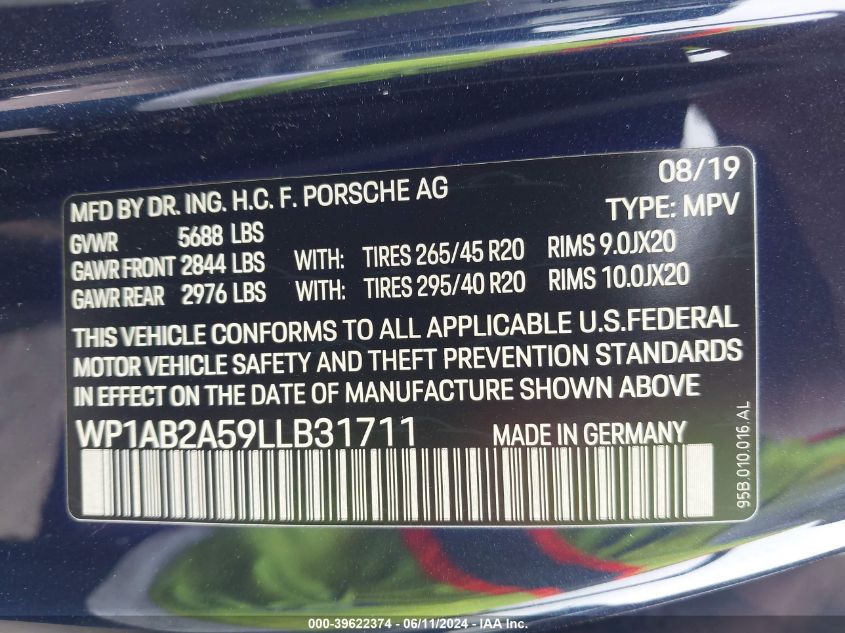 08/19
MFD BY DR. ING. H.C. F. PORSCHE AG
TYPE: MPV
GVWR 5688 LBS
GAWR FRONT 2844 LBS WITH: TIRES 265/45 R20 RIMS 9.0JX20
GAWR REAR 2976 LBS WITH: TIRES 295/40 R20 RIMS 10.0JX20
THIS VEHICLE CONFORMS TO ALL APPLICABLE U.S.FEDERAL
MOTOR VEHICLE SAFETY AND THEFT PREVENTION STANDARDS
IN EFFECT ON THE DATE OF MANUFACTURE SHOWN ABOVE
WP1AB2A59LLB31711 MADE IN GERMANY
95B.010.016.AL
000-39622374 - 06/11/2024 - IAA Inc.